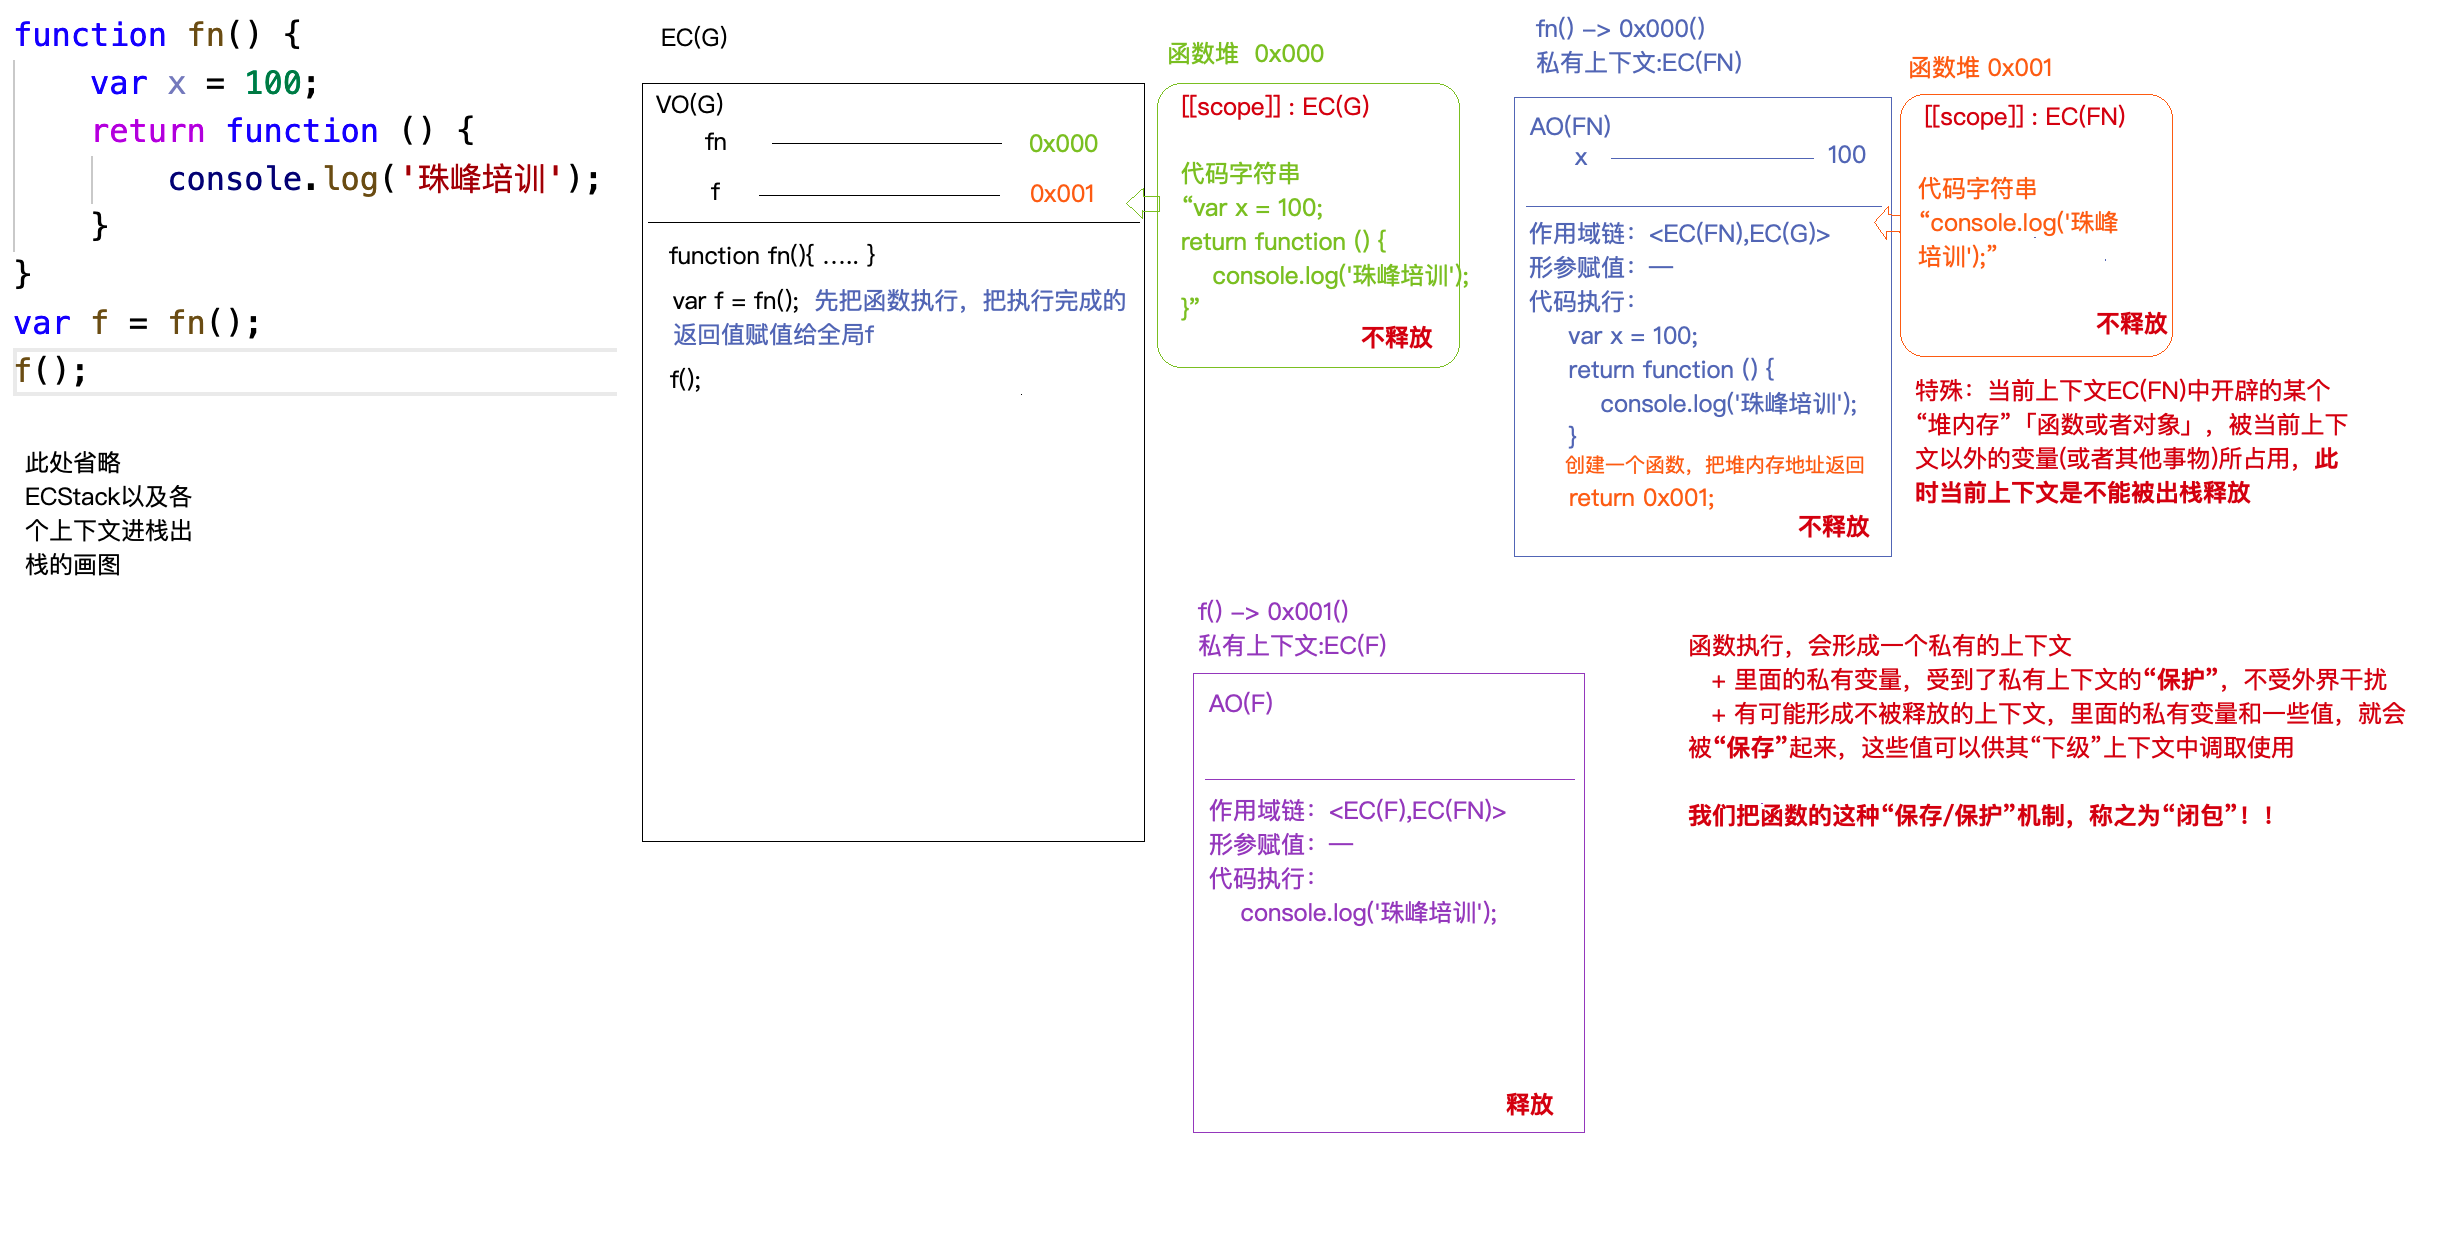 function fn() {
    var x = 100;
    return function () {
        console.log('珠峰培训');
    }
}
var f = fn();
f();
此处省略
ECStack以及各
个上下文进栈出
栈的画图
EC(G)
VO(G)
fn 0x000
f 0x001
function fn(){ ..... }
var f = fn(); 先把函数执行，把执行完成的
返回值赋值给全局f
f();
函数堆 0x000
[[scope]] : EC(G)
代码字符串
“var x = 100;
return function () {
    console.log('珠峰培训');
}”
不释放
fn() -> 0x000()
私有上下文:EC(FN)
AO(FN)
x 100
作用域链：<EC(FN),EC(G)>
形参赋值：—
代码执行：
    var x = 100;
    return function () {
        console.log('珠峰培训');
    }
创建一个函数，把堆内存地址返回
return 0x001;
不释放
函数堆 0x001
[[scope]] : EC(FN)
代码字符串
“console.log('珠峰
培训');”
不释放
特殊：当前上下文EC(FN)中开辟的某个
“堆内存”「函数或者对象」，被当前上下
文以外的变量(或者其他事物)所占用，此
时当前上下文是不能被出栈释放
f() -> 0x001()
私有上下文:EC(F)
AO(F)
作用域链：<EC(F),EC(FN)>
形参赋值：—
代码执行：
    console.log('珠峰培训');
释放
函数执行，会形成一个私有的上下文
+ 里面的私有变量，受到了私有上下文的“保护”，不受外界干扰
+ 有可能形成不被释放的上下文，里面的私有变量和一些值，就会
被“保存”起来，这些值可以供其“下级”上下文中调取使用
我们把函数的这种“保存/保护”机制，称之为“闭包”！！